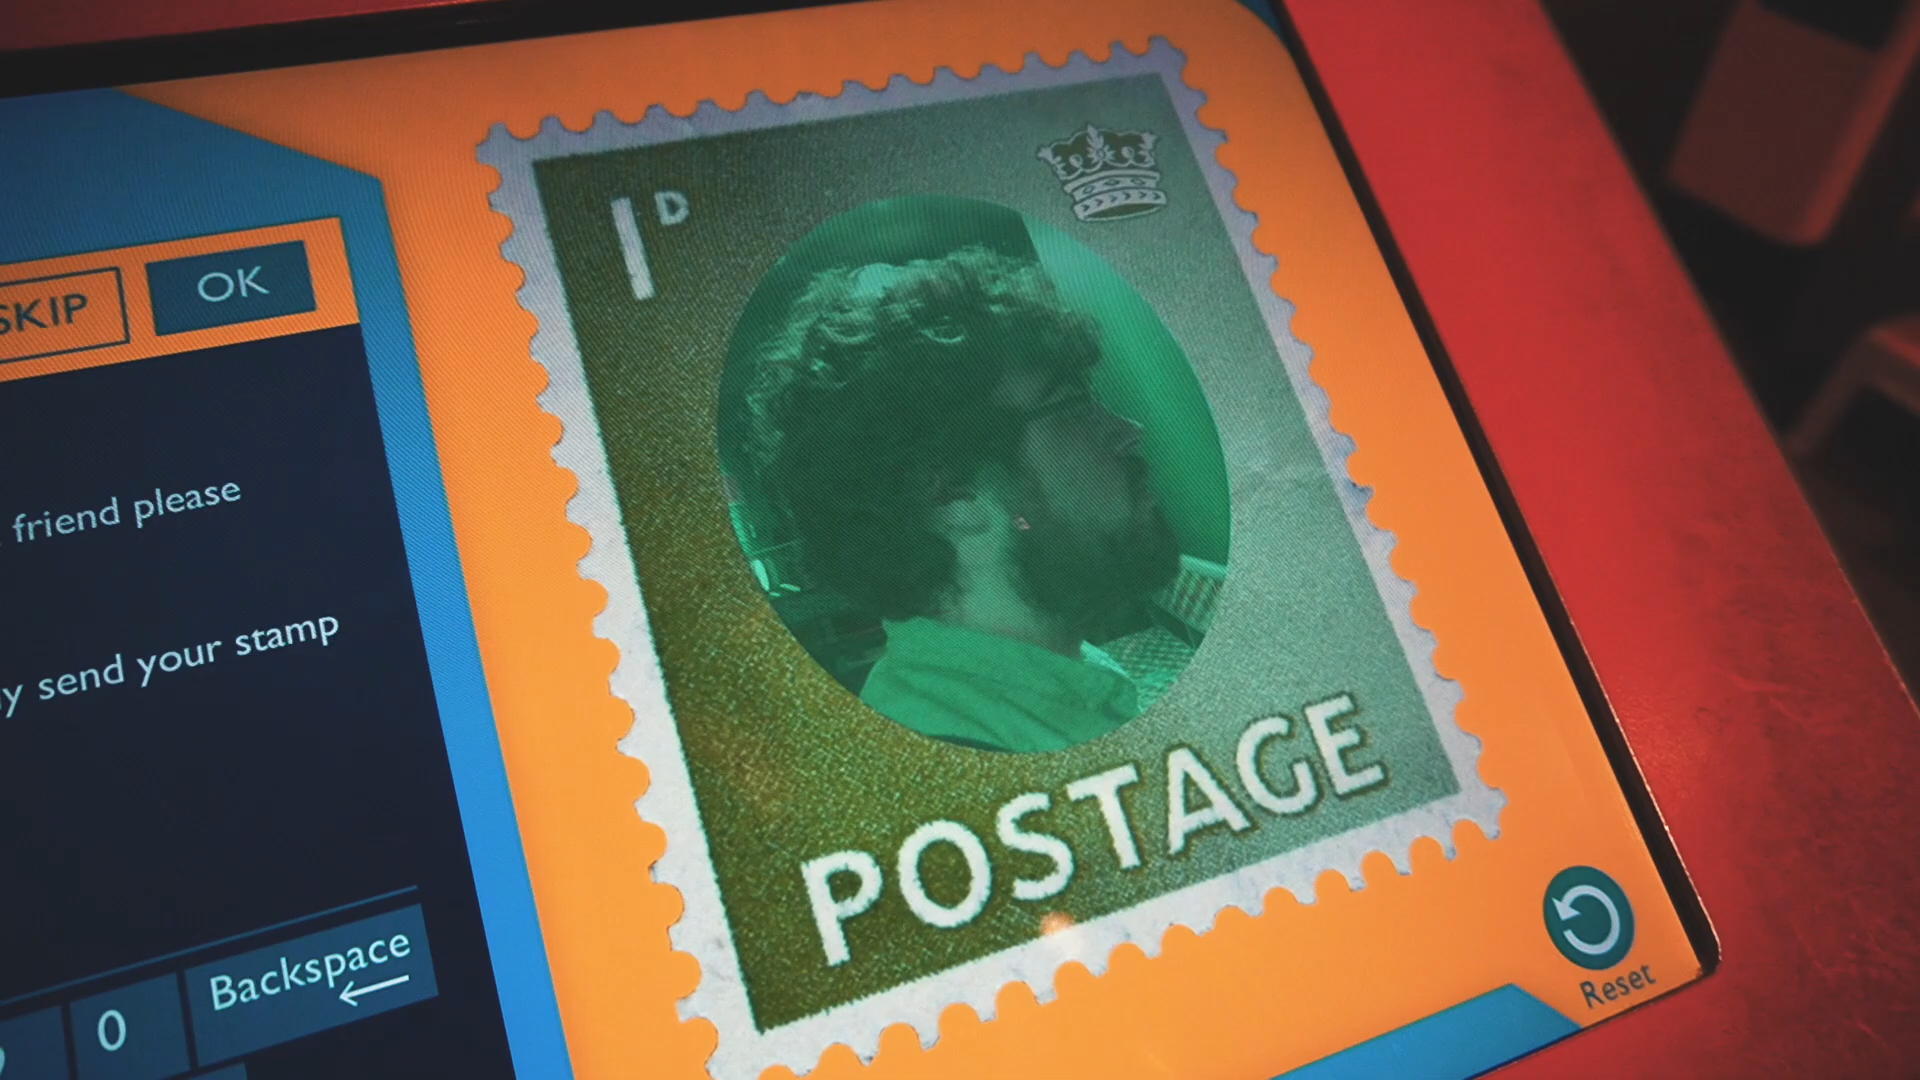 1D
SKIP
OK
friend please
send your stamp
POSTAGE
Backspace
0
Reset